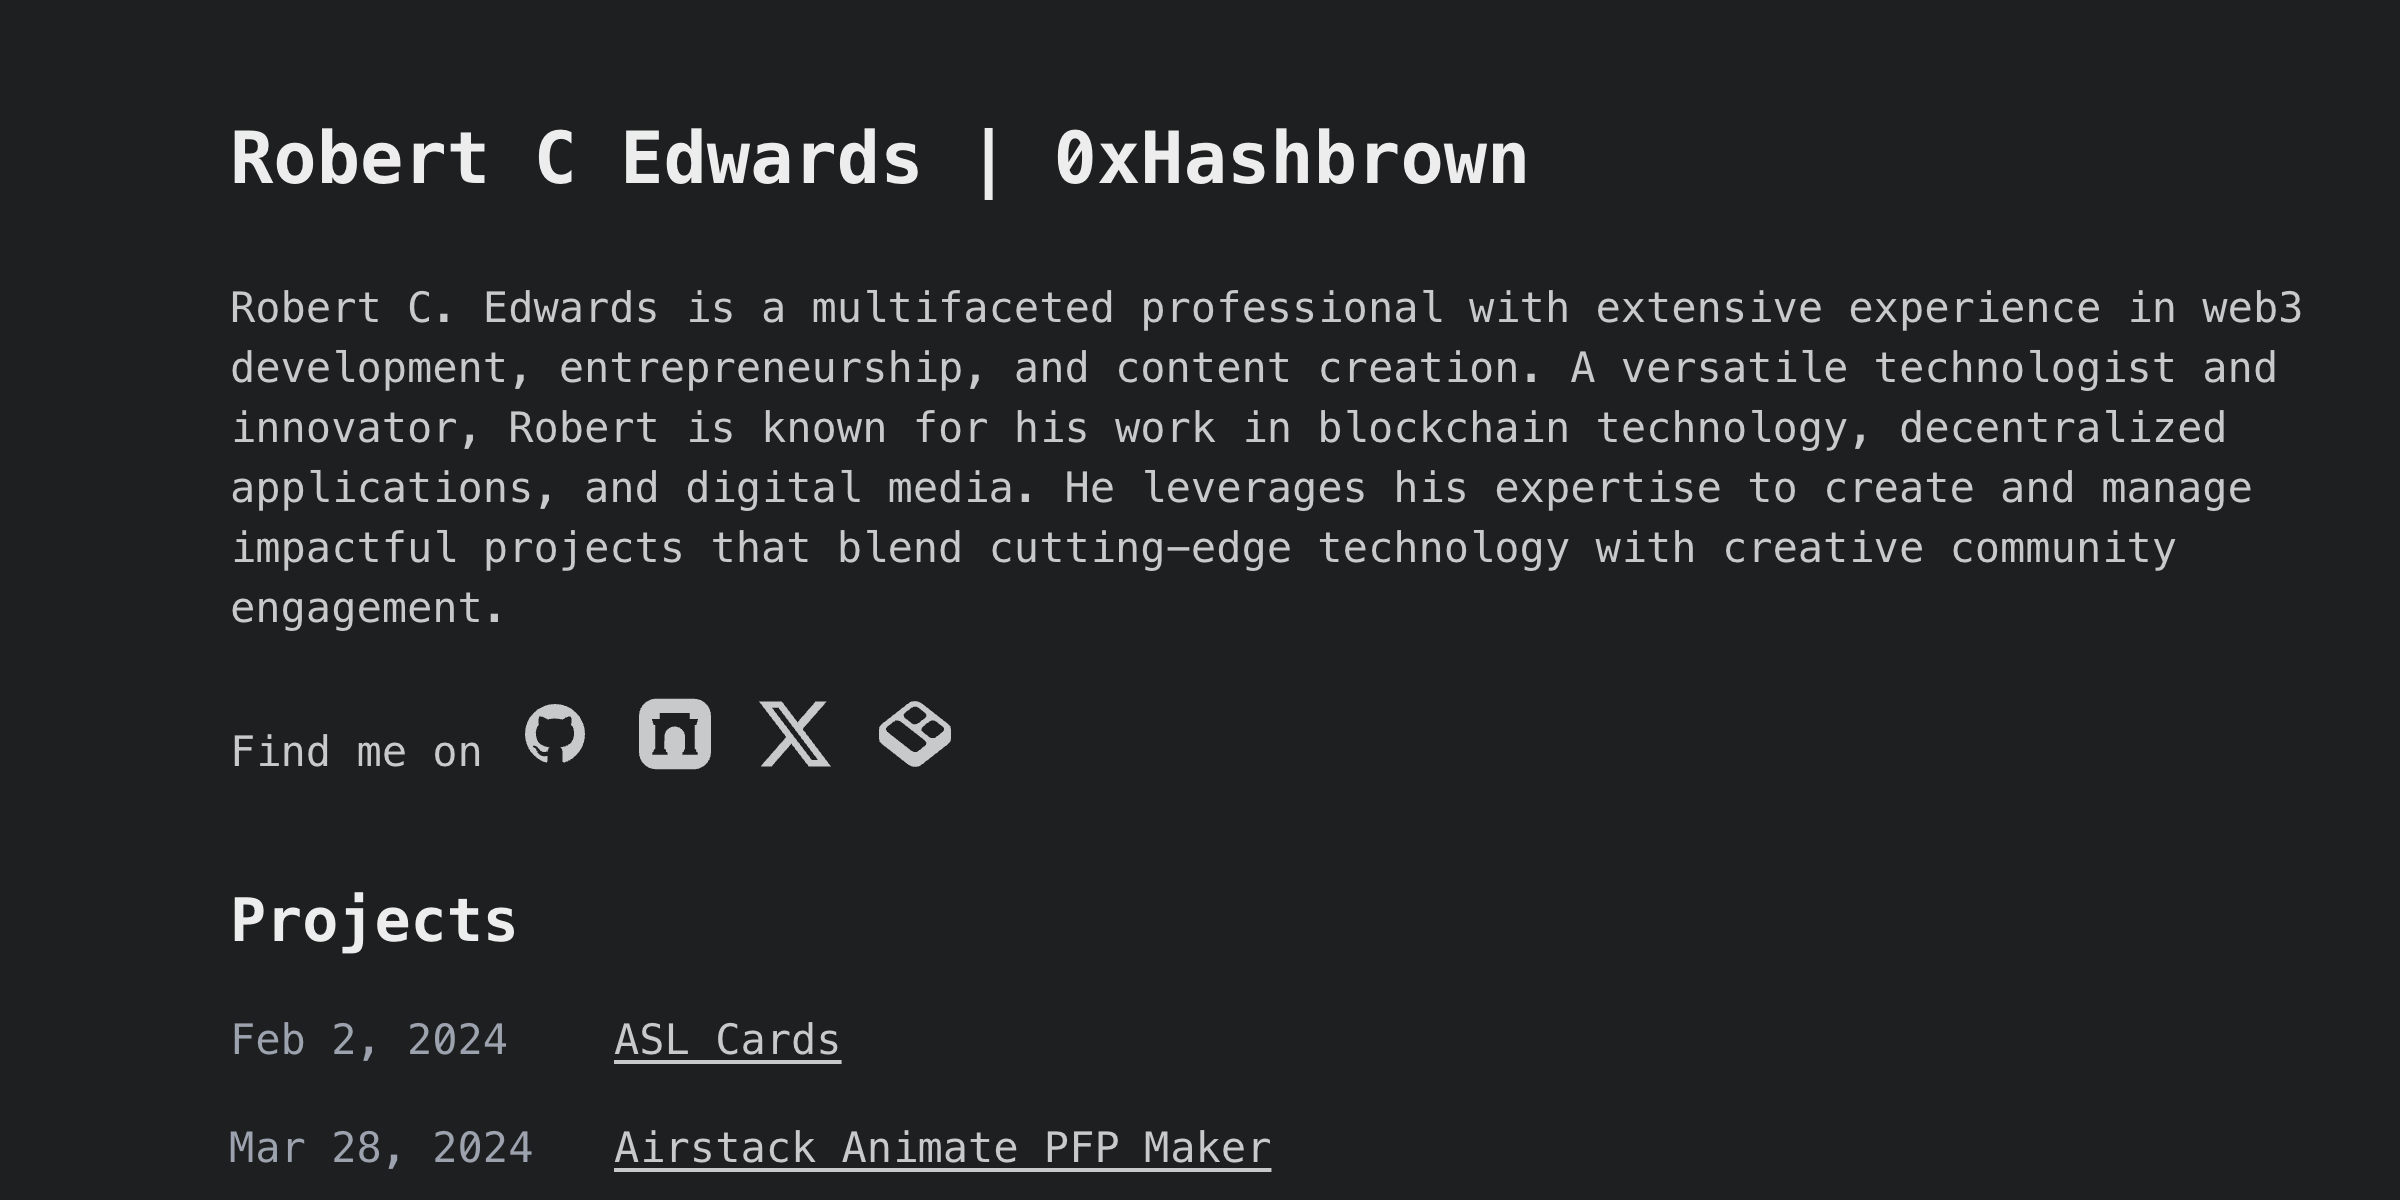 Robert C Edwards | 0xHashbrown
Robert C. Edwards is a multifaceted professional with extensive experience in web3
development, entrepreneurship, and content creation. A versatile technologist and
innovator, Robert is known for his work in blockchain technology, decentralized
applications, and digital media. He leverages his expertise to create and manage
impactful projects that blend cutting-edge technology with creative community
engagement.
Find me on
Projects
Feb 2, 2024 ASL Cards
Mar 28, 2024 Airstack Animate PFP Maker